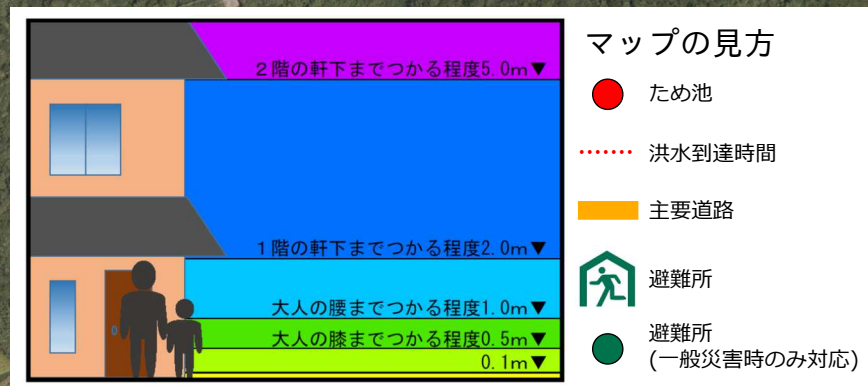 ２階の軒下までつかる程度5.0m▼
１階の軒下までつかる程度2.0m▼
大人の腰までつかる程度1.0m▼
大人の膝までつかる程度0.5m▼
0.1m▼
マップの見方
ため池
洪水到達時間
主要道路
避難所
避難所
(一般災害時のみ対応)